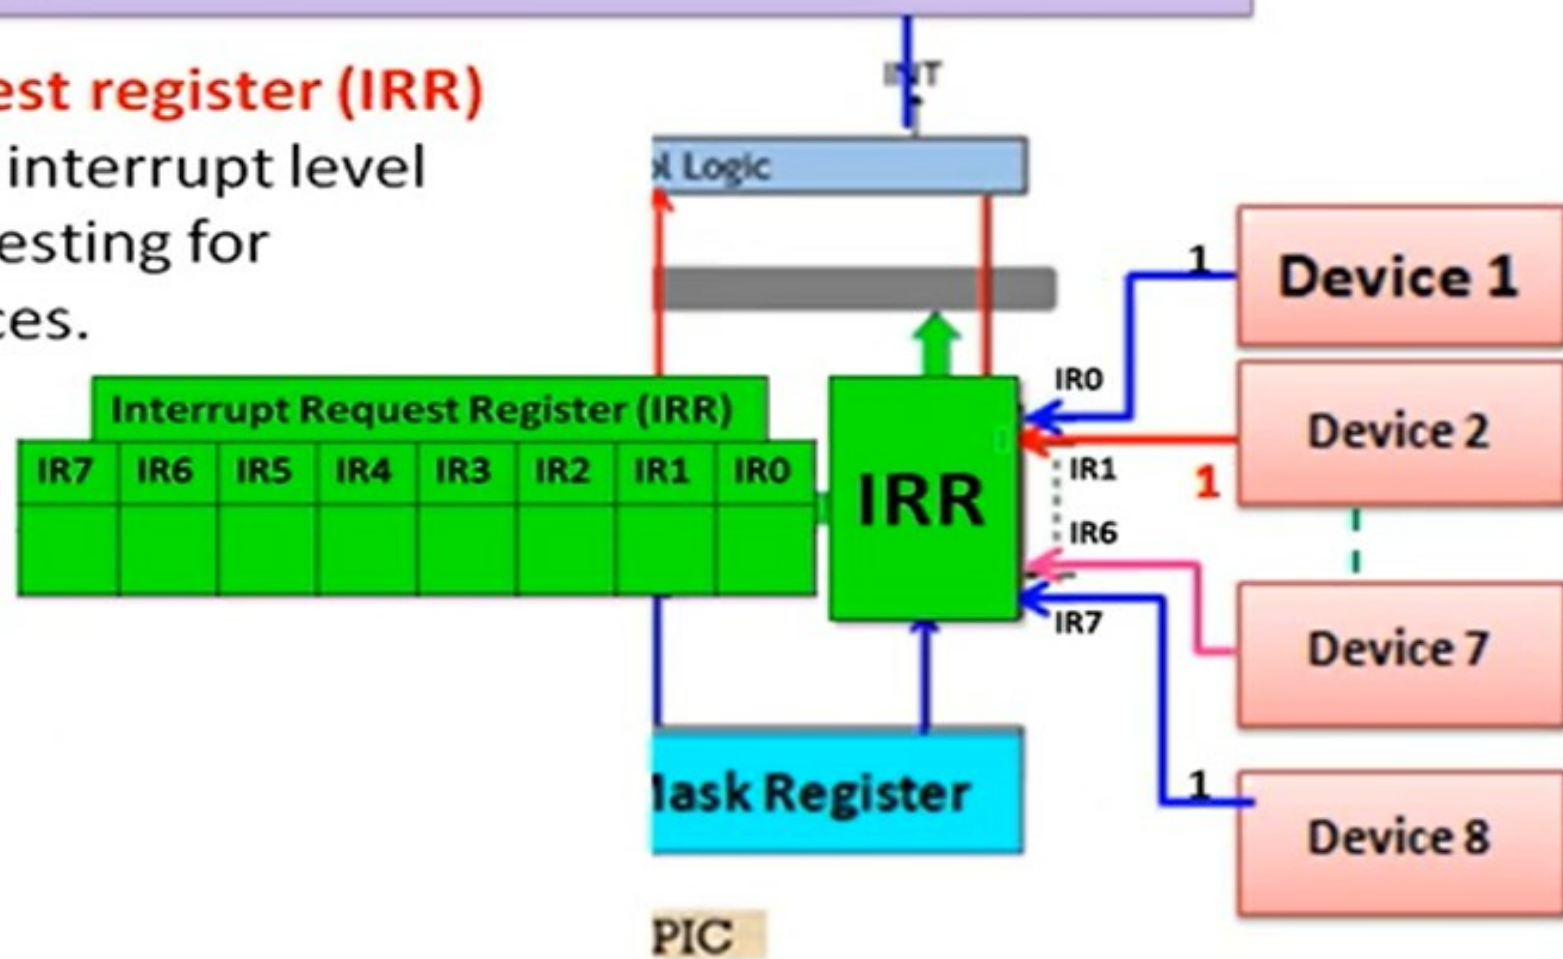 est register (IRR)
interrupt level
esting for
ces.
INT
ol Logic
Interrupt Request Register (IRR)
IR7 IR6 IR5 IR4 IR3 IR2 IR1 IR0
IRR
IR0
IR1
IR6
IR7
1
Device 1
Device 2
1
Device 7
1
Device 8
Mask Register
PIC